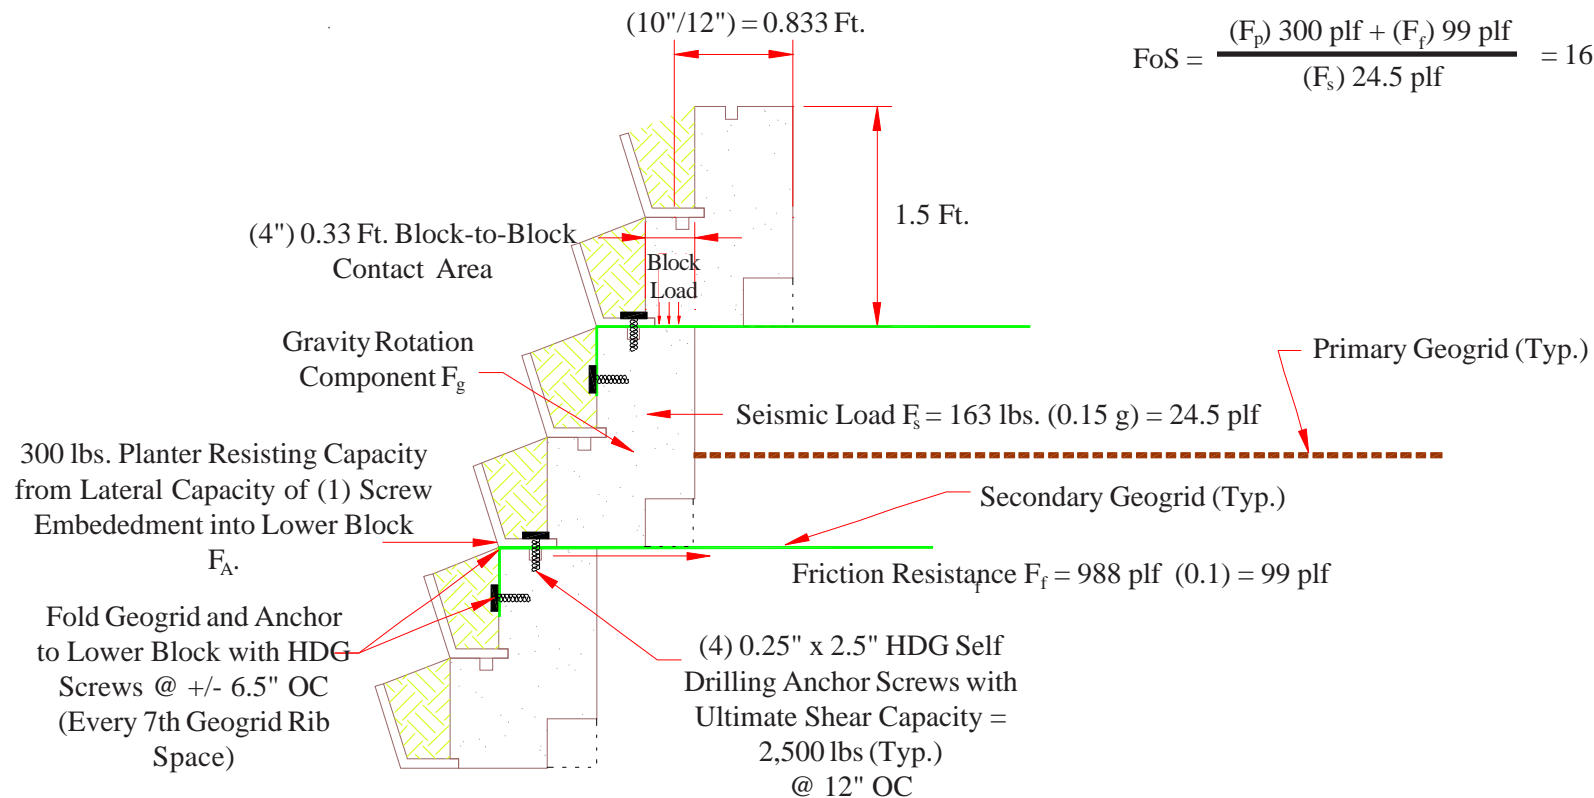 (10"/12") = 0.833 Ft.
FoS = (Fp) 300 plf + (Ff) 99 plf
(Fs) 24.5 plf
= 16
1.5 Ft.
(4") 0.33 Ft. Block-to-Block
Contact Area
Block
Load
Gravity Rotation
Component Fg
Primary Geogrid (Typ.)
Seismic Load Fs = 163 lbs. (0.15 g) = 24.5 plf
300 lbs. Planter Resisting Capacity
from Lateral Capacity of (1) Screw
Embededment into Lower Block
FA.
Secondary Geogrid (Typ.)
Friction Resistance Ff = 988 plf (0.1) = 99 plf
f
Fold Geogrid and Anchor
to Lower Block with HDG
Screws @ +/- 6.5" OC
(Every 7th Geogrid Rib
Space)
(4) 0.25" x 2.5" HDG Self
Drilling Anchor Screws with
Ultimate Shear Capacity =
2,500 lbs (Typ.)
@ 12" OC